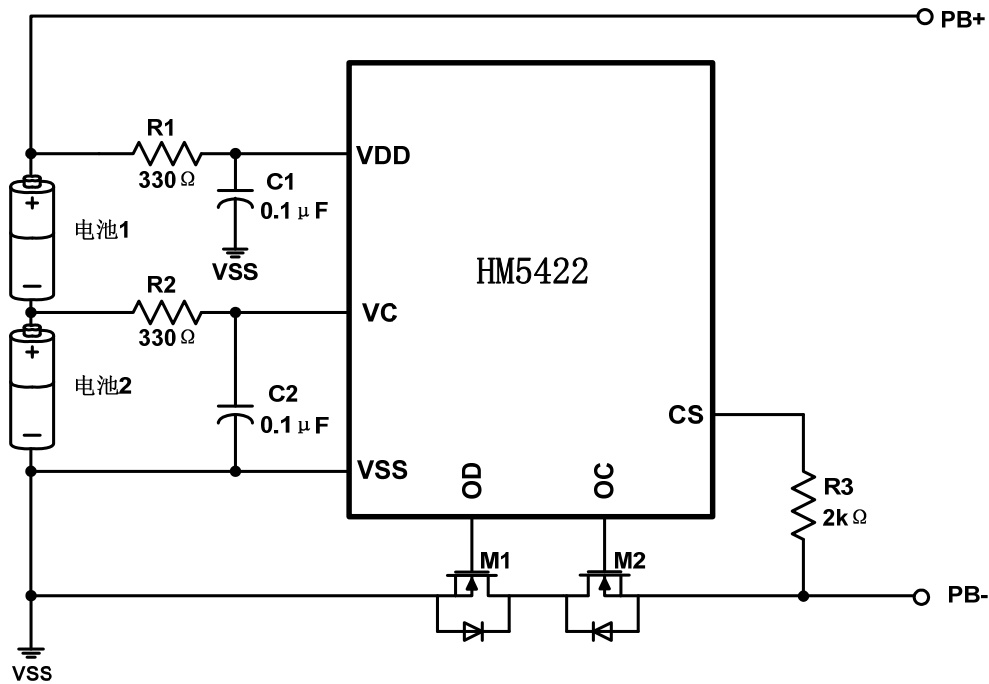 PB+
R1
330Ω
VDD
C1
0.1μF
VSS
电池1
HM5422
R2
330Ω
VC
电池2
C2
0.1μF
CS
VSS
OD
OC
R3
2kΩ
M1
M2
PB-
VSS